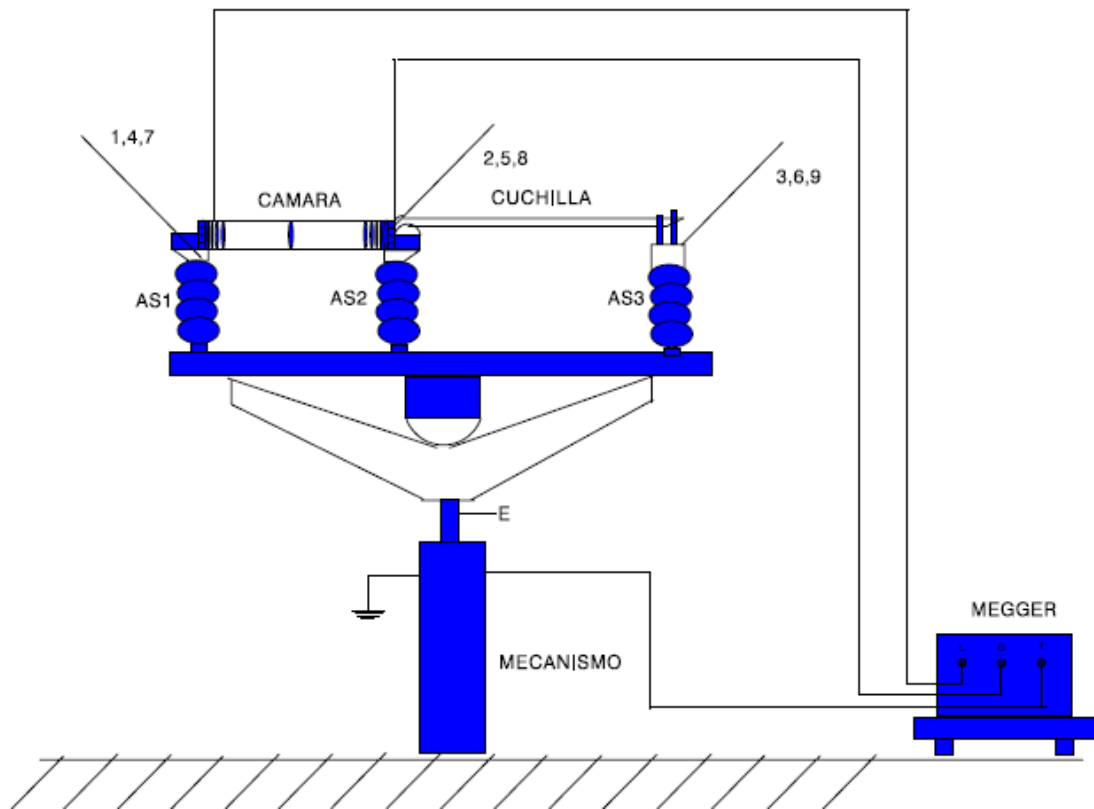 1,4,7
2,5,8
3,6,9
CAMARA
CUCHILLA
AS1
AS2
AS3
E
MECANISMO
MEGGER
L G T